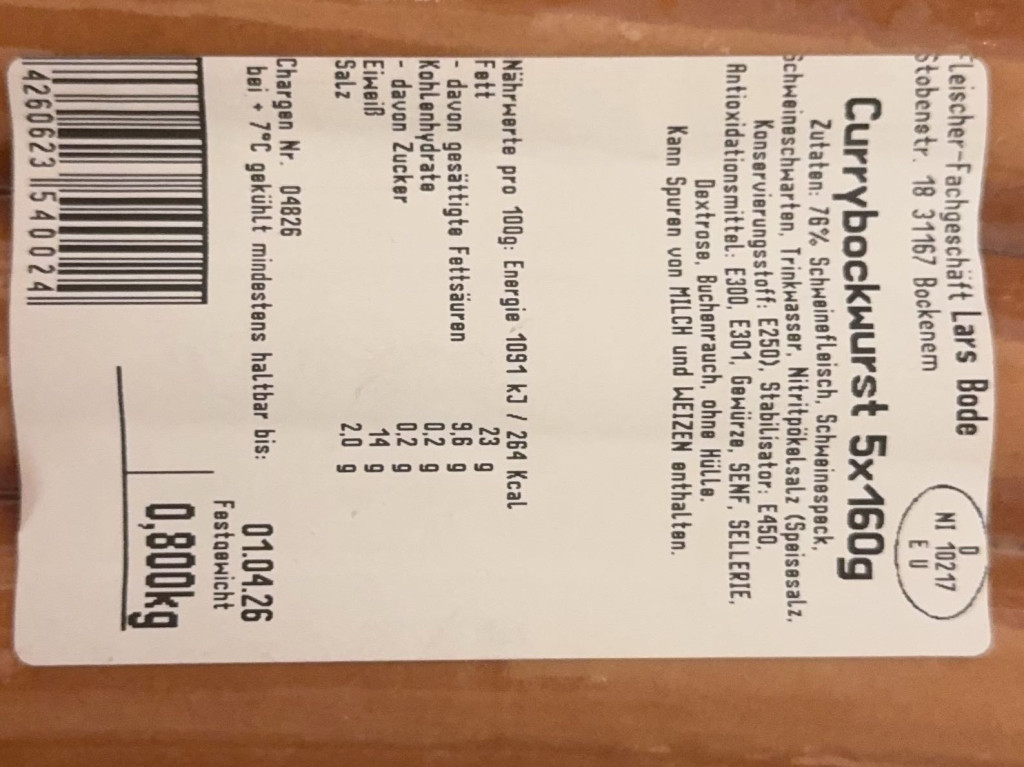 Fleischer-Fachgeschäft Lars Bode
Stobenstr. 18 31167 Bockenem
D
NI 10217
EU
Currybockwurst 5x160g
Zutaten: 76% Schweinefleisch, Schweinespeck,
Schweineschwarten, Trinkwasser, Nitritpökelsalz (Speisesalz,
Konservierungsstoff: E250), Stabilisator: E450,
Antioxidationsmittel: E300, E301, Gewürze, SENF, SELLERIE,
Dextrose, Buchenrauch, ohne Hülle.
Kann Spuren von MILCH und WEIZEN enthalten.
Nährwerte pro 100g: Energie 1091 kJ / 264 Kcal
Fett 23 g
- davon gesättigte Fettsäuren 9,6 g
Kohlenhydrate 0,2 g
- davon Zucker 0,2 g
Eiweiß 14 g
Salz 2,0 g
Chargen Nr. 04826
bei + 7°C gekühlt mindestens haltbar bis: 01.04.26
Festgewicht
0,800kg
4260623154002 4